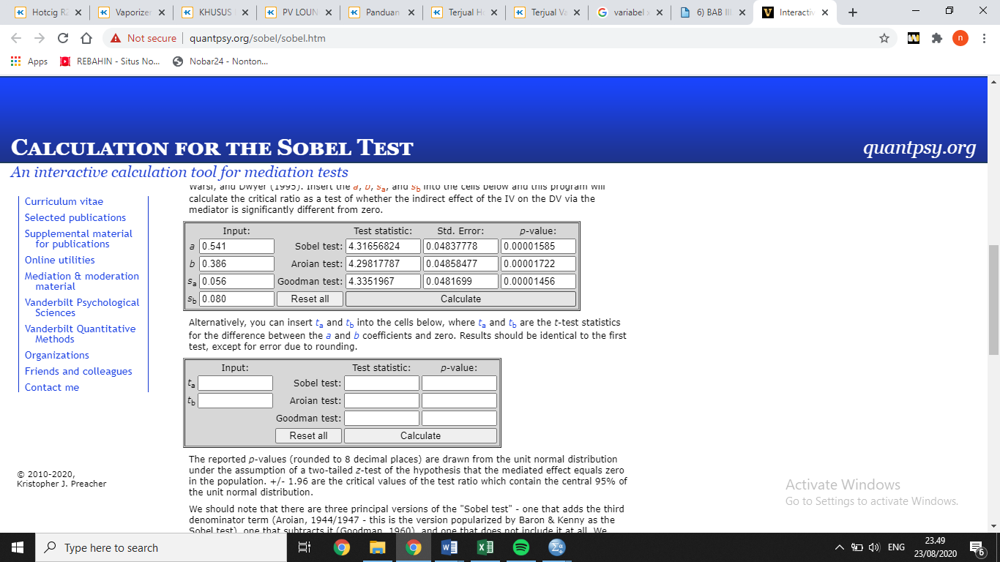 Hotcig R2
Vaporizer
KHUSUS
PV LOUN
Panduan
Terjual H
Terjual Va
variabel
6) BAB III
Interactiv
Not secure
quantpsy.org/sobel/sobel.htm
n
Apps
REBAHIN - Situs No...
Nobar24 - Nonton...
CALCULATION FOR THE SOBEL TEST
quantpsy.org
An interactive calculation tool for mediation tests
Curriculum vitae
Selected publications
Supplemental material
for publications
Online utilities
Mediation & moderation
material
Vanderbilt Psychological
Sciences
Vanderbilt Quantitative
Methods
Organizations
Friends and colleagues
Contact me
© 2010-2020,
Kristopher J. Preacher
Warsi, and Dwyer (1995). Insert the a, b, sa, and sb into the cells below and this program will
calculate the critical ratio as a test of whether the indirect effect of the IV on the DV via the
mediator is significantly different from zero.
Input: Test statistic: Std. Error: p-value:
a 0.541 Sobel test: 4.31656824 0.04837778 0.00001585
b 0.386 Aroian test: 4.29817787 0.04858477 0.00001722
sa 0.056 Goodman test: 4.3351967 0.0481699 0.00001456
sb 0.080 Reset all Calculate
Alternatively, you can insert ta and tb into the cells below, where ta and tb are the t-test statistics
for the difference between the a and b coefficients and zero. Results should be identical to the first
test, except for error due to rounding.
Input: Test statistic: p-value:
ta Sobel test:
tb Aroian test:
Goodman test:
Reset all Calculate
The reported p-values (rounded to 8 decimal places) are drawn from the unit normal distribution
under the assumption of a two-tailed z-test of the hypothesis that the mediated effect equals zero
in the population. +/- 1.96 are the critical values of the test ratio which contain the central 95% of
the unit normal distribution.
We should note that there are three principal versions of the "Sobel test" - one that adds the third
denominator term (Aroian, 1944/1947 - this is the version popularized by Baron & Kenny as the
Sobel test), one that subtracts it (Goodman, 1960), and one that does not include it at all. We
Activate Windows
Go to Settings to activate Windows.
Type here to search
ENG
23.49
23/08/2020
6